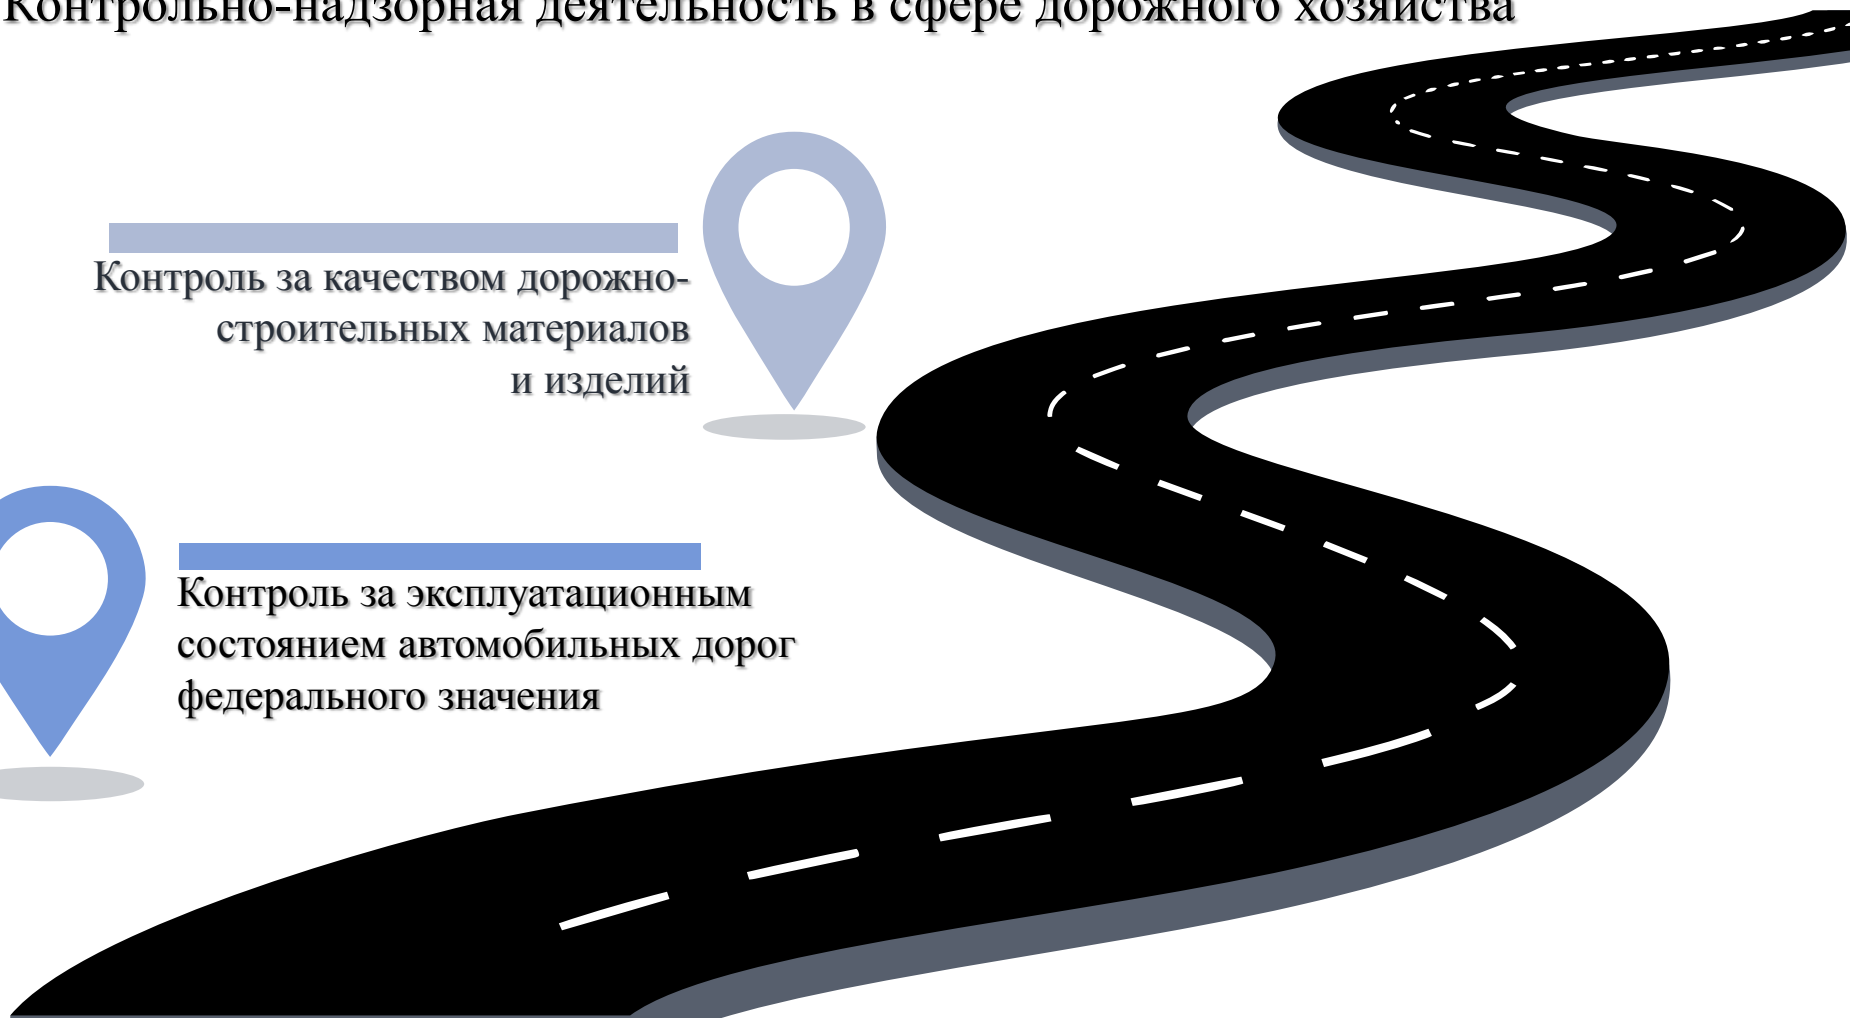 Контрольно-надзорная деятельность в сфере дорожного хозяйства
Контроль за качеством дорожно-
строительных материалов
и изделий
Контроль за эксплуатационным
состоянием автомобильных дорог
федерального значения